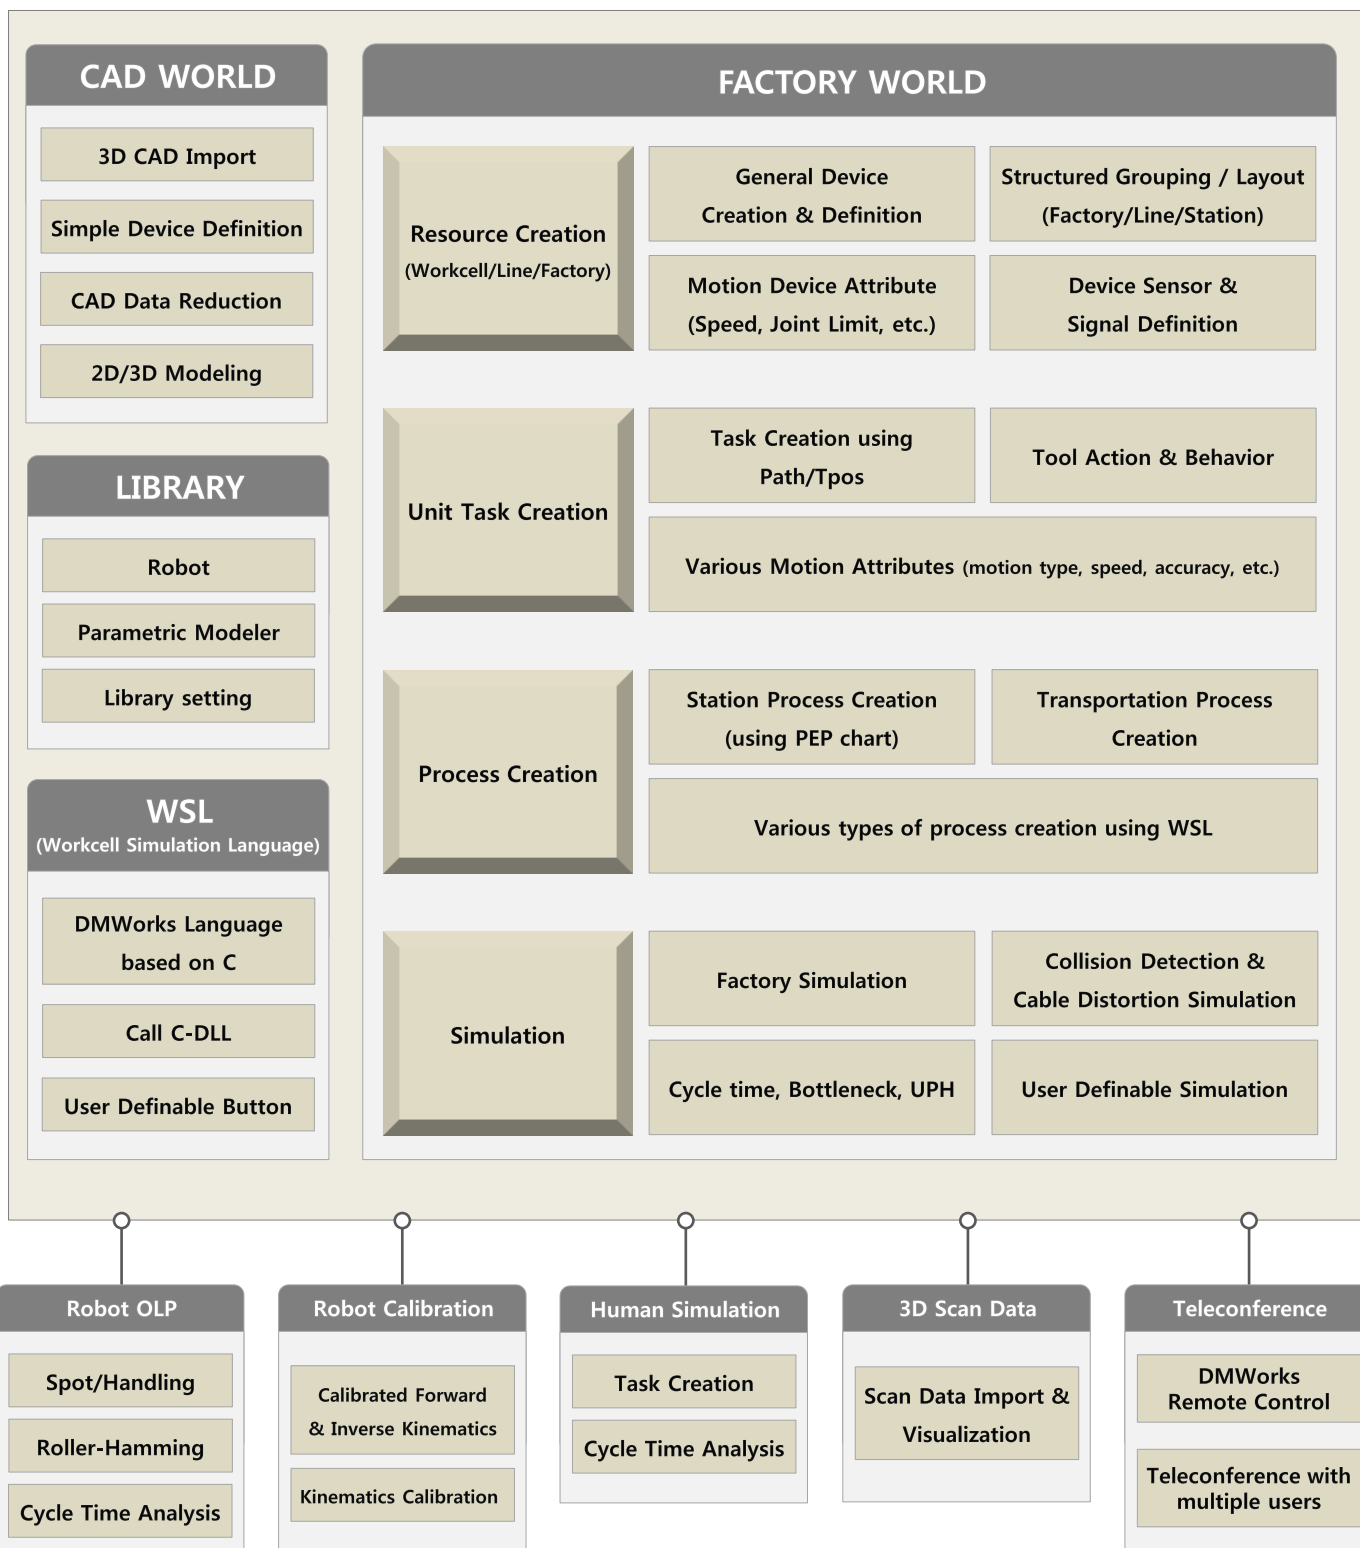 CAD WORLD
3D CAD Import
Simple Device Definition
CAD Data Reduction
2D/3D Modeling
LIBRARY
Robot
Parametric Modeler
Library setting
WSL
(Workcell Simulation Language)
DMWorks Language
based on C
Call C-DLL
User Definable Button
FACTORY WORLD
Resource Creation
(Workcell/Line/Factory)
General Device
Creation & Definition
Structured Grouping / Layout
(Factory/Line/Station)
Motion Device Attribute
(Speed, Joint Limit, etc.)
Device Sensor &
Signal Definition
Unit Task Creation
Task Creation using
Path/Tpos
Tool Action & Behavior
Various Motion Attributes (motion type, speed, accuracy, etc.)
Process Creation
Station Process Creation
(using PEP chart)
Transportation Process
Creation
Various types of process creation using WSL
Simulation
Factory Simulation
Collision Detection &
Cable Distortion Simulation
Cycle time, Bottleneck, UPH
User Definable Simulation
Robot OLP
Spot/Handling
Roller-Hamming
Cycle Time Analysis
Robot Calibration
Calibrated Forward
& Inverse Kinematics
Kinematics Calibration
Human Simulation
Task Creation
Cycle Time Analysis
3D Scan Data
Scan Data Import &
Visualization
Teleconference
DMWorks
Remote Control
Teleconference with
multiple users